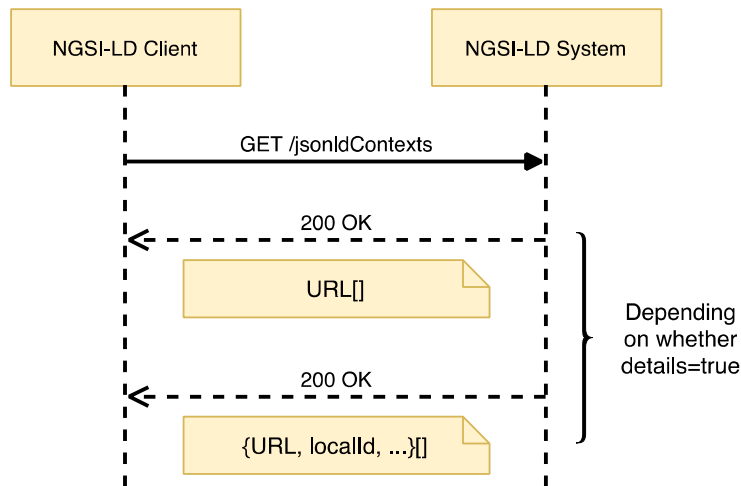 NGSI-LD Client
NGSI-LD System
GET /jsonldContexts
200 OK
URL[]
Depending
on whether
details=true
200 OK
{URL, localId, ...}[]